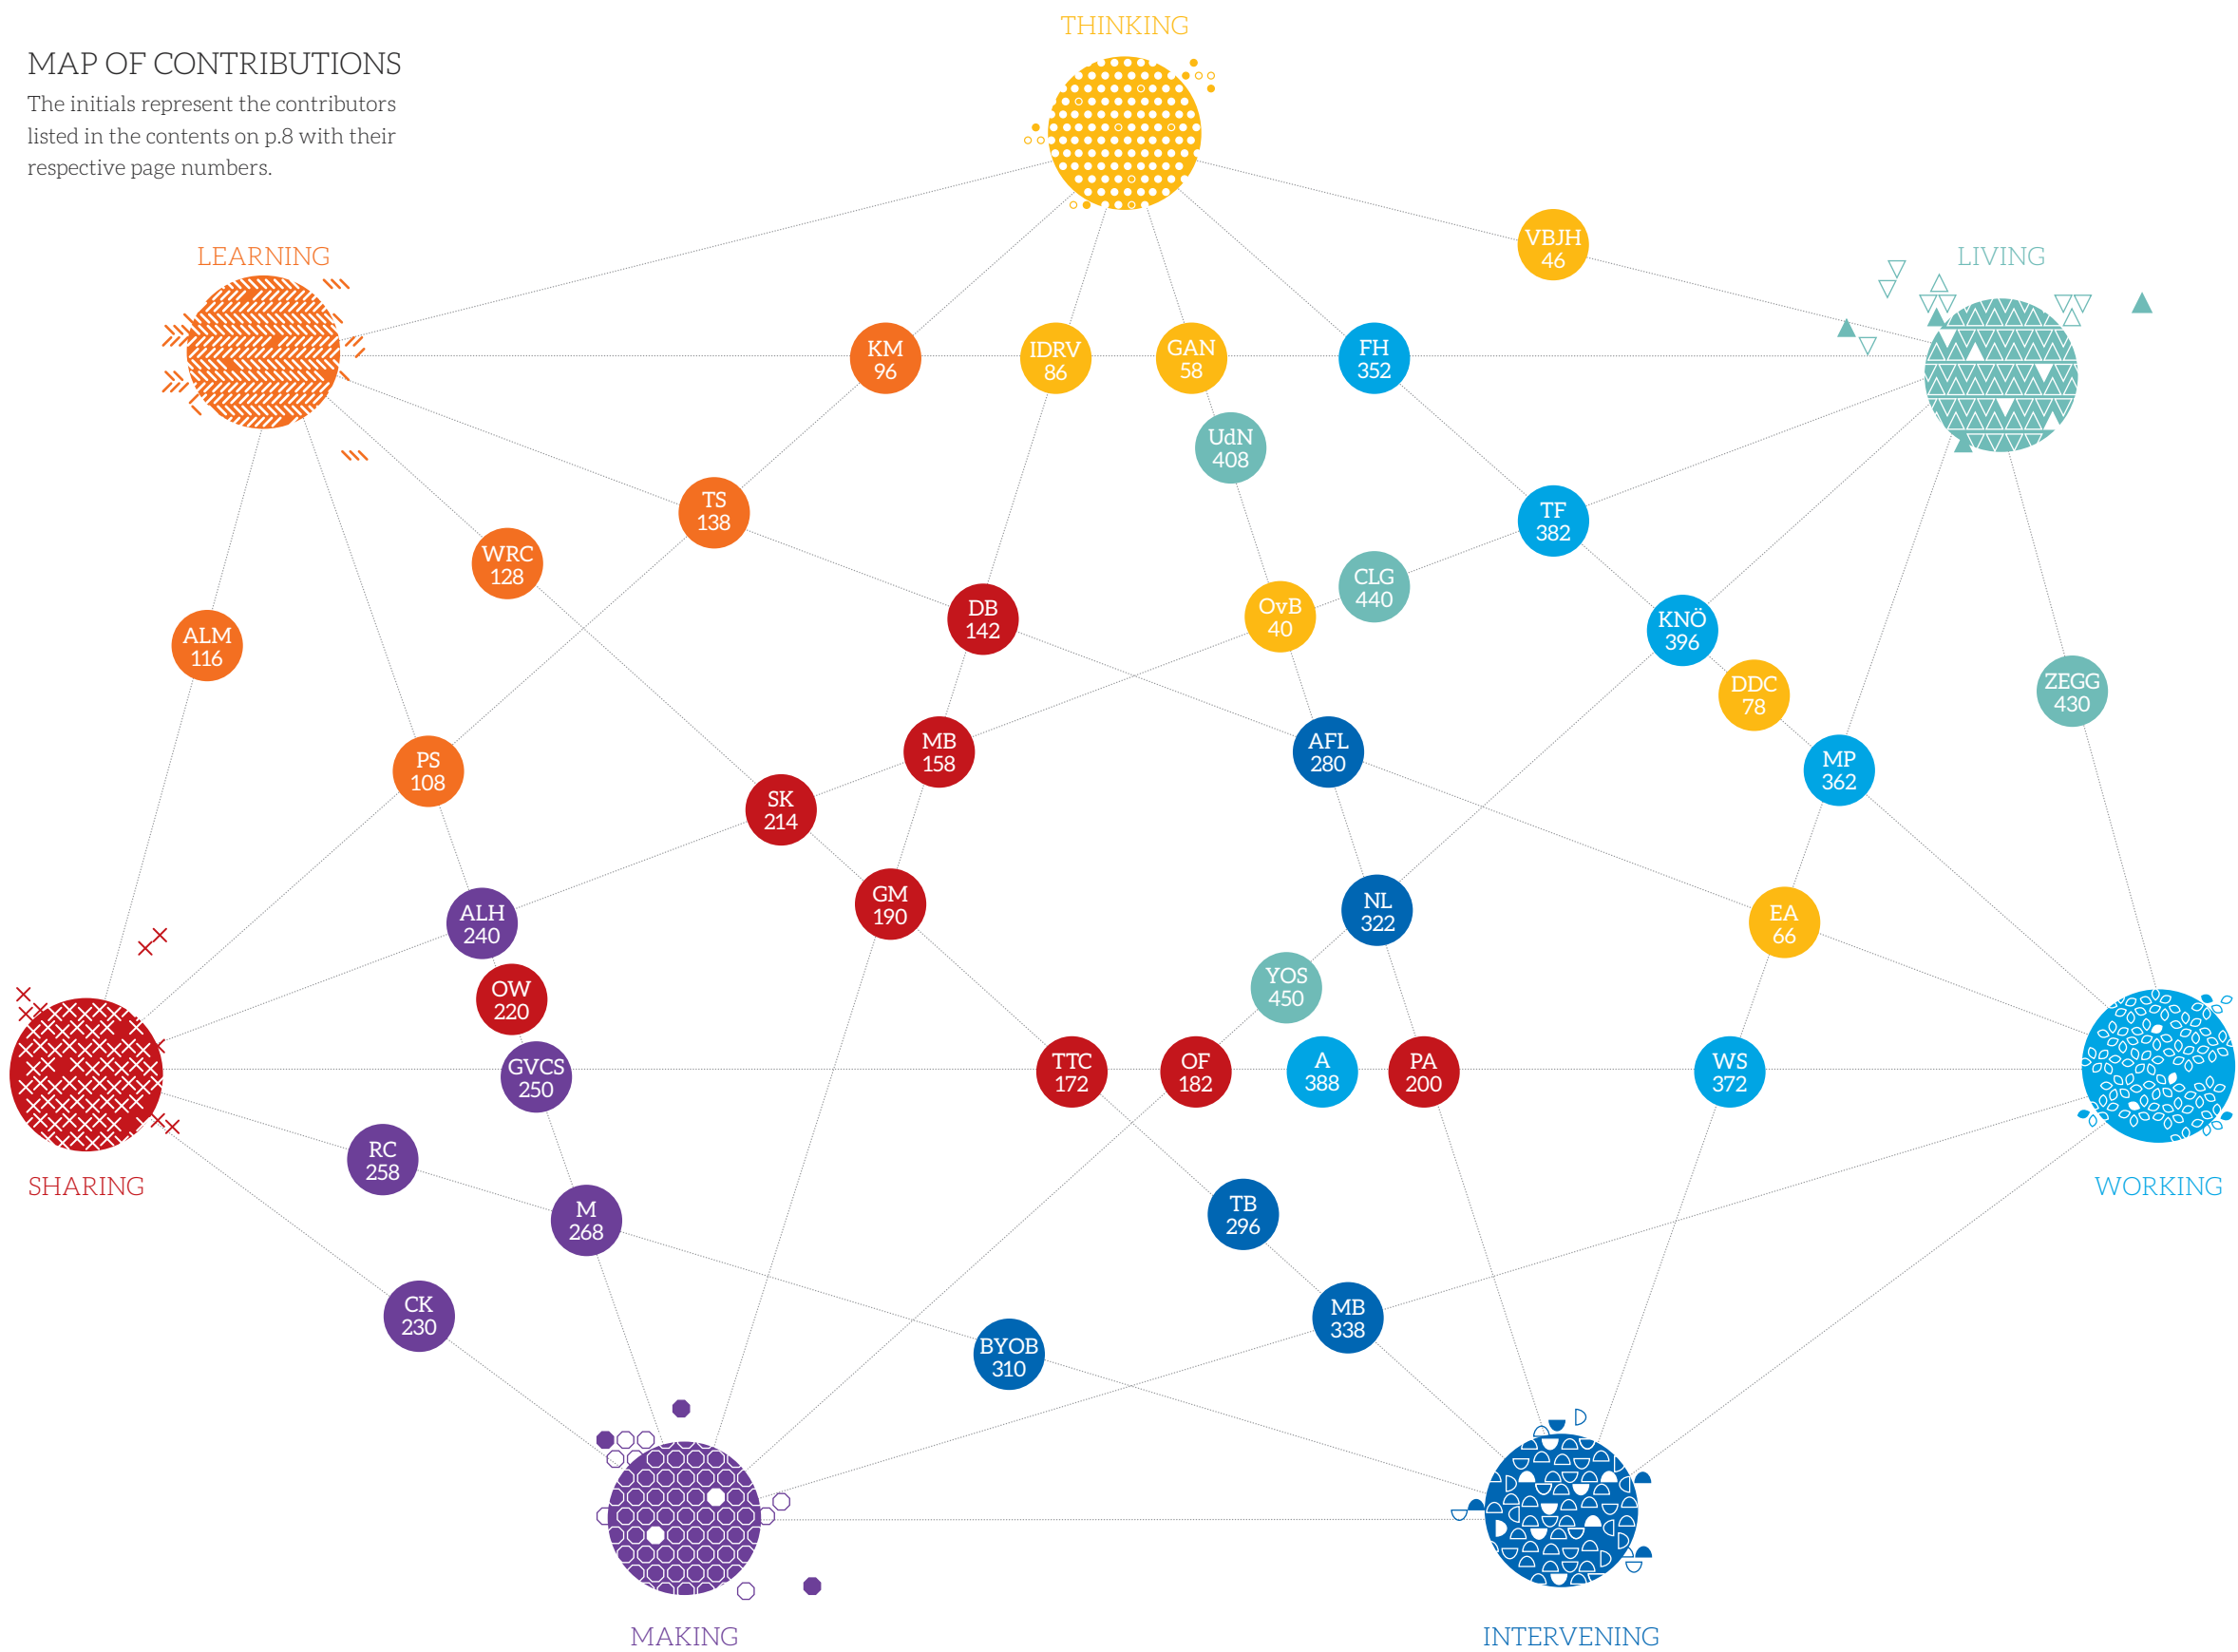 THINKING
MAP OF CONTRIBUTIONS
The initials represent the contributors
listed in the contents on p.8 with their
respective page numbers.
LEARNING
LIVING
VBJH
46
KM
96
IDRV
86
GAN
58
FH
352
UdN
408
TS
138
TF
382
WRC
128
CLG
440
DB
142
OvB
40
KNÖ
396
ALM
116
DDC
78
ZEGG
430
PS
108
MB
158
AFL
280
MP
362
SK
214
ALH
240
GM
190
NL
322
EA
66
OW
220
YOS
450
GVCS
250
TTC
172
OF
182
A
388
PA
200
WS
372
RC
258
SHARING
WORKING
M
268
TB
296
CK
230
MB
338
BYOB
310
MAKING
INTERVENING